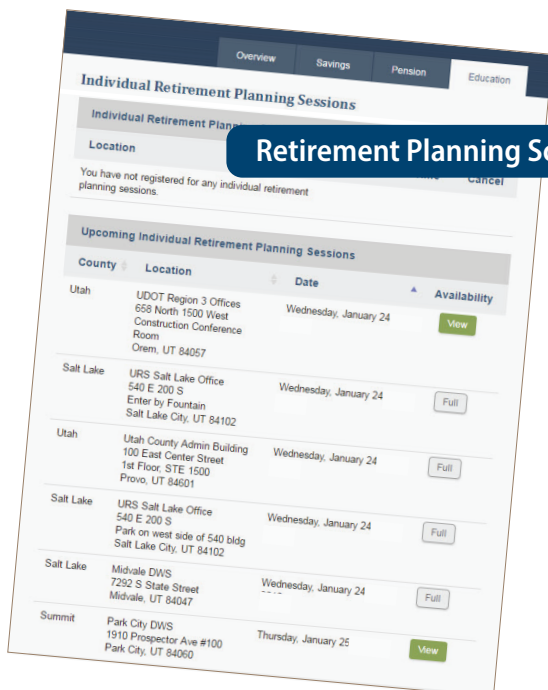 Overview Savings Pension Education
Individual Retirement Planning Sessions
Individual Retirement
Retirement Planning
Location Cancel
You have not registered for any individual retirement
planning sessions.
Upcoming Individual Retirement Planning Sessions
County Location Date Availability
Utah UDOT Region 3 Offices Wednesday, January 24 View
658 North 1500 West
Construction Conference
Room
Orem, UT 84057
Salt Lake URS Salt Lake Office Wednesday, January 24 Full
540 E 200 S
Enter by Fountain
Salt Lake City, UT 84102
Utah Utah County Admin Building Wednesday, January 24 Full
100 East Center Street
1st Floor, STE 1500
Provo, UT 84601
Salt Lake URS Salt Lake Office Wednesday, January 24 Full
540 E 200 S
Park on west side of 540 bldg
Salt Lake City, UT 84102
Salt Lake Midvale DWS Wednesday, January 24 Full
7292 S State Street
Midvale, UT 84047
Summit Park City DWS Thursday, January 25 View
1910 Prospector Ave #100
Park City, UT 84060